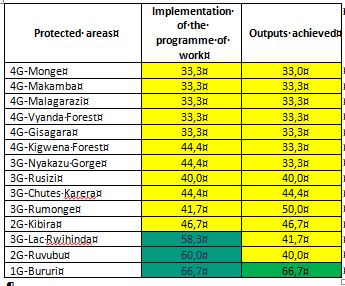 Protected areas Implementation of the programme of work Outputs achieved
4G-Monge 33,3 33,0
4G-Makamba 33,3 33,3
4G-Malagarazi 33,3 33,3
4G-Vyanda Forest 33,3 33,3
4G-Gisagara 33,3 33,3
4G-Kigwena Forest 44,4 33,3
3G-Nyakazu Gorge 44,4 33,3
3G-Rusizi 40,0 40,0
3G-Chutes Karera 44,4 44,4
3G-Rumonge 41,7 50,0
2G-Kibira 46,7 46,7
3G-Lac Rwihinda 58,3 41,7
2G-Ruvubu 60,0 40,0
1G-Bururi 66,7 66,7